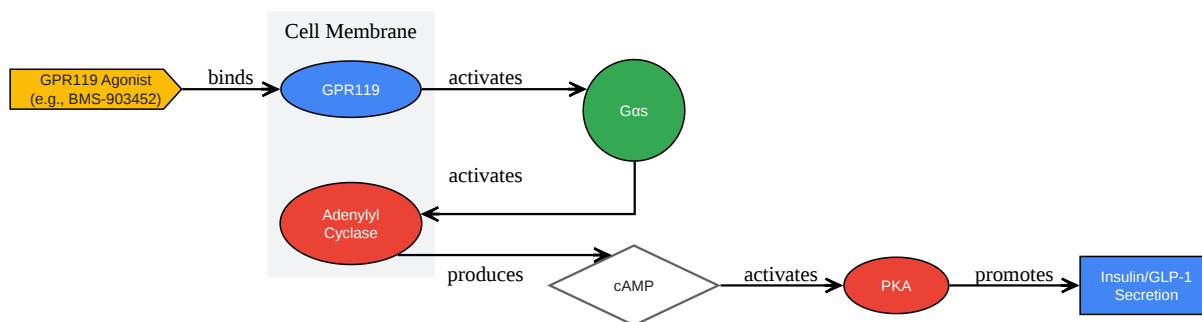 Cell Membrane
GPR119 Agonist
(e.g., BMS-903452)
binds
GPR119
activates
Gαs
activates
Adenylyl
Cyclase
produces
cAMP
activates
PKA
promotes
Insulin/GLP-1
Secretion